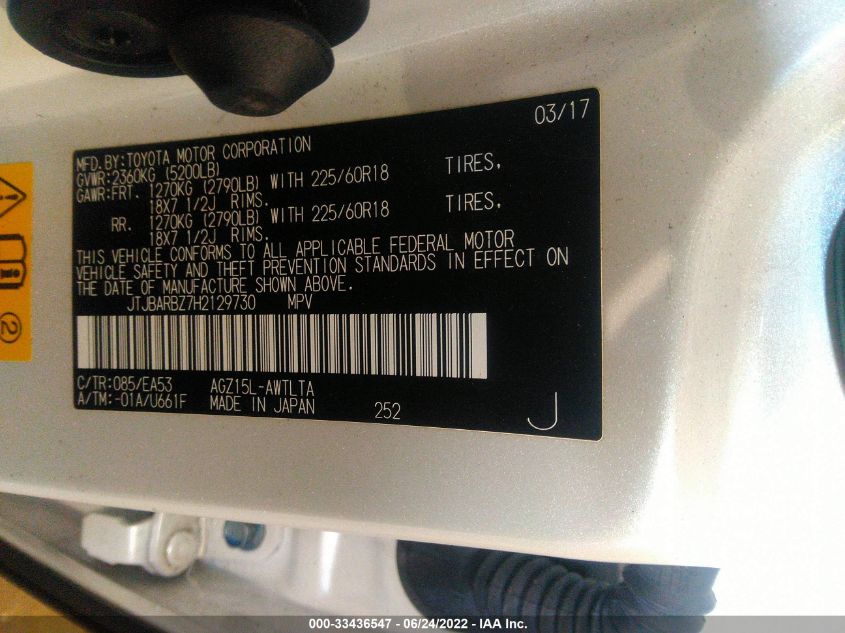 03/17
MFD.BY:TOYOTA MOTOR CORPORATION
GVWR:2360KG (5200LB)
GAWR:FRT. 1270KG (2790LB) WITH 225/60R18 TIRES,
18X7 1/2J RIMS.
RR. 1270KG (2790LB) WITH 225/60R18 TIRES,
18X7 1/2J RIMS.
THIS VEHICLE CONFORMS TO ALL APPLICABLE FEDERAL MOTOR
VEHICLE SAFETY AND THEFT PREVENTION STANDARDS IN EFFECT ON
THE DATE OF MANUFACTURE SHOWN ABOVE.
JTJBARBZ7H2129730 MPV
C/TR:085/EA53 AGZ15L-AWTLTA
A/TM:-01A/U661F MADE IN JAPAN 252 J
2
000-33436547 - 06/24/2022 - IAA Inc.